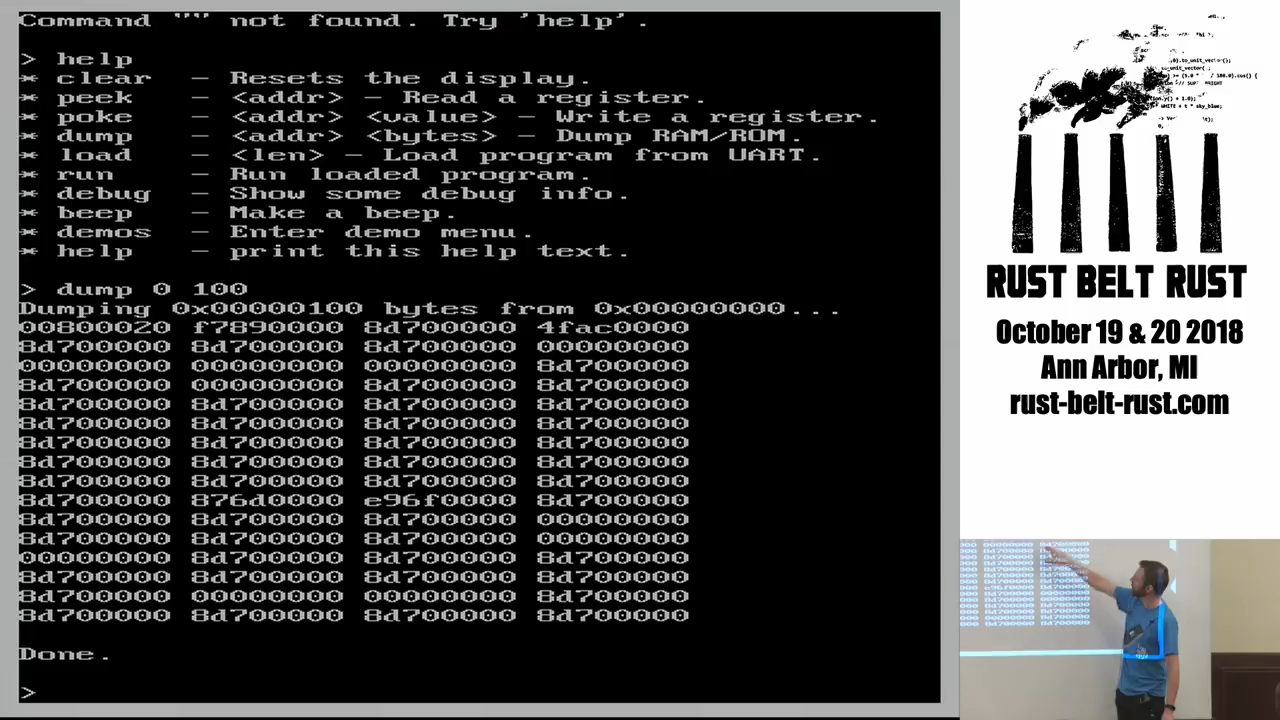 Command "" not found. Try 'help'.
> help
* clear – Resets the display.
* peek – <addr> – Read a register.
* poke – <addr> <value> – Write a register.
* dump – <addr> <bytes> – Dump RAM/ROM.
* load – <len> – Load program from UART.
* run – Run loaded program.
* debug – Show some debug info.
* beep – Make a beep.
* demos – Enter demo menu.
* help – print this help text.
> dump 0 100
Dumping 0x00000100 bytes from 0x00000000...
00800020 f7890000 8d700000 4fac0000
8d700000 8d700000 8d700000 00000000
00000000 00000000 00000000 8d700000
8d700000 00000000 8d700000 8d700000
8d700000 8d700000 8d700000 8d700000
8d700000 8d700000 8d700000 8d700000
8d700000 8d700000 8d700000 8d700000
8d700000 8d700000 8d700000 8d700000
8d700000 8d700000 8d700000 8d700000
8d700000 876d0000 e96f0000 8d700000
8d700000 8d700000 8d700000 00000000
8d700000 8d700000 8d700000 00000000
00000000 8d700000 8d700000 8d700000
8d700000 8d700000 8d700000 8d700000
8d700000 00000000 8d700000 8d700000
8d700000 8d700000 8d700000 8d700000
Done.
>
RUST BELT RUST
October 19 & 20 2018
Ann Arbor, MI
rust-belt-rust.com